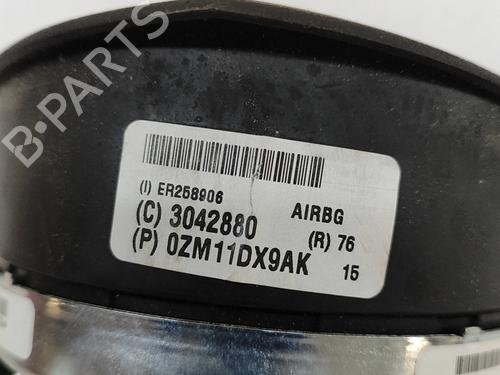 B-PARTS
(I) ER258906
AIRBG
(C) 3042880
(R) 76
(P) 0ZM11DX9AK
15